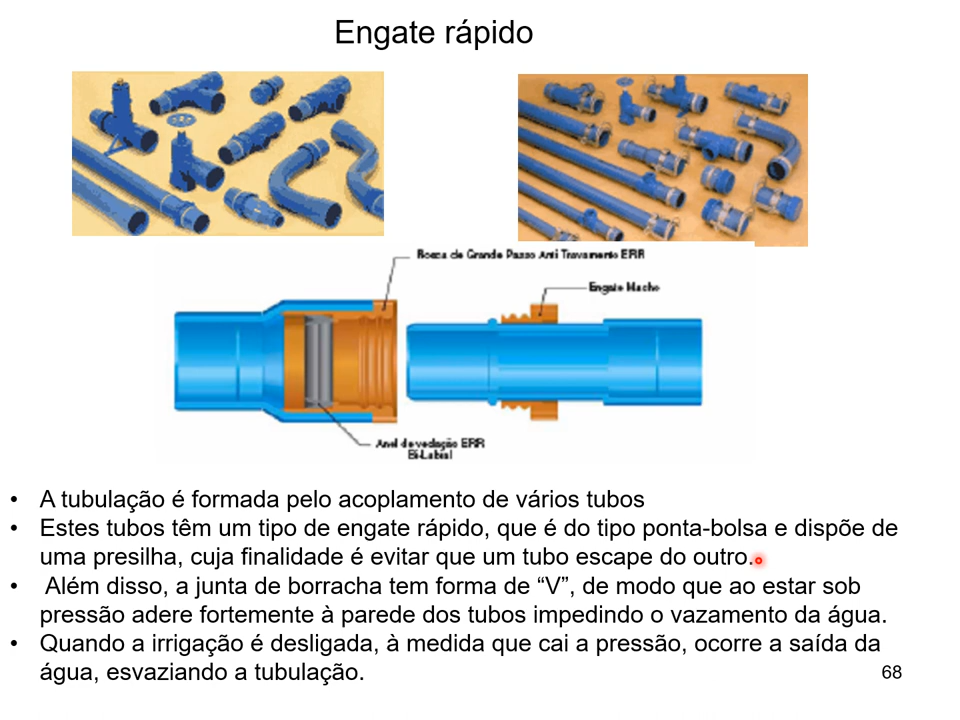 Engate rápido
Rosca de Grande Passo Anti Travamento ERR
Engate Macho
Anel de vedação ERR
Bi-Labial
• A tubulação é formada pelo acoplamento de vários tubos
• Estes tubos têm um tipo de engate rápido, que é do tipo ponta-bolsa e dispõe de
uma presilha, cuja finalidade é evitar que um tubo escape do outro.
• Além disso, a junta de borracha tem forma de “V”, de modo que ao estar sob
pressão adere fortemente à parede dos tubos impedindo o vazamento da água.
• Quando a irrigação é desligada, à medida que cai a pressão, ocorre a saída da
água, esvaziando a tubulação.
68